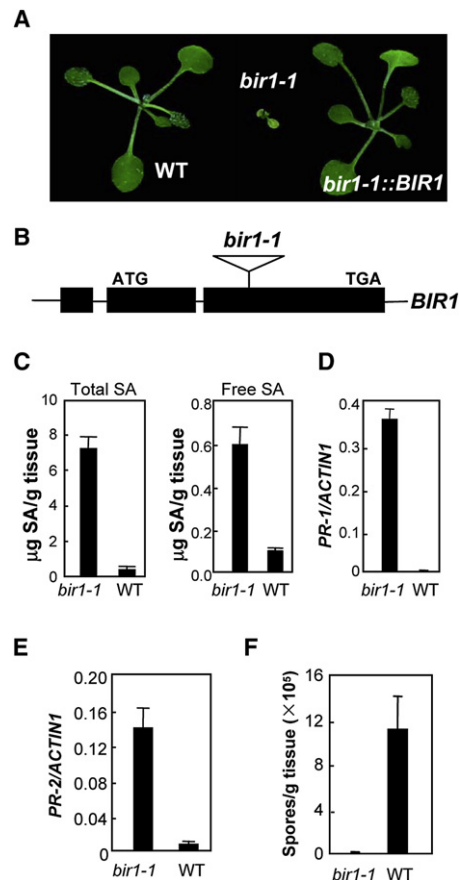 A
bir1-1
WT
bir1-1::BIR1
B
bir1-1
ATG
TGA
BIR1
C
Total SA
μg SA/g tissue
10
8
6
4
2
0
bir1-1 WT
Free SA
μg SA/g tissue
0.8
0.6
0.4
0.2
0.0
bir1-1 WT
D
PR-1/ACTIN1
0.4
0.3
0.2
0.1
0
bir1-1 WT
E
PR-2/ACTIN1
0.20
0.16
0.12
0.08
0.04
0
bir1-1 WT
F
Spores/g tissue (×10⁵)
16
12
8
4
0
bir1-1 WT